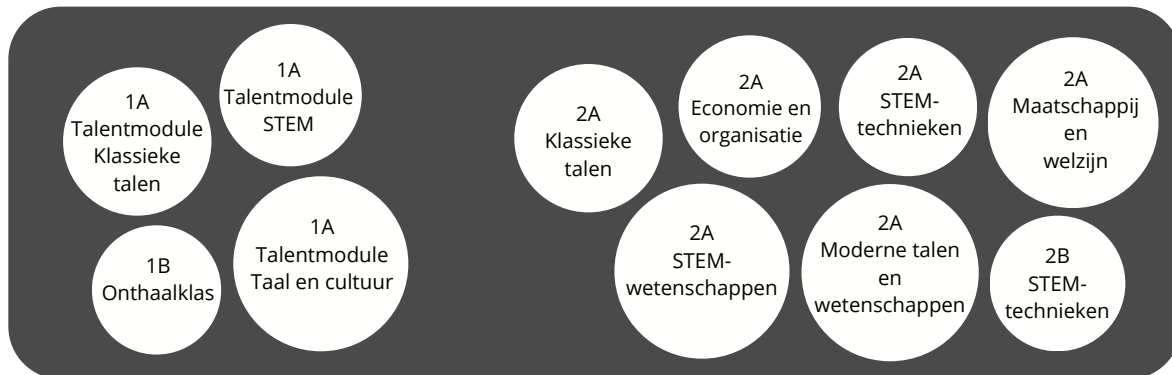 1A
Talentmodule
Klassieke
talen
1A
Talentmodule
STEM
1B
Onthaalklas
1A
Talentmodule
Taal en cultuur
2A
Klassieke
talen
2A
Economie en
organisatie
2A
STEM-
technieken
2A
Maatschappij
en
welzijn
2A
STEM-
wetenschappen
2A
Moderne talen
en
wetenschappen
2B
STEM-
technieken